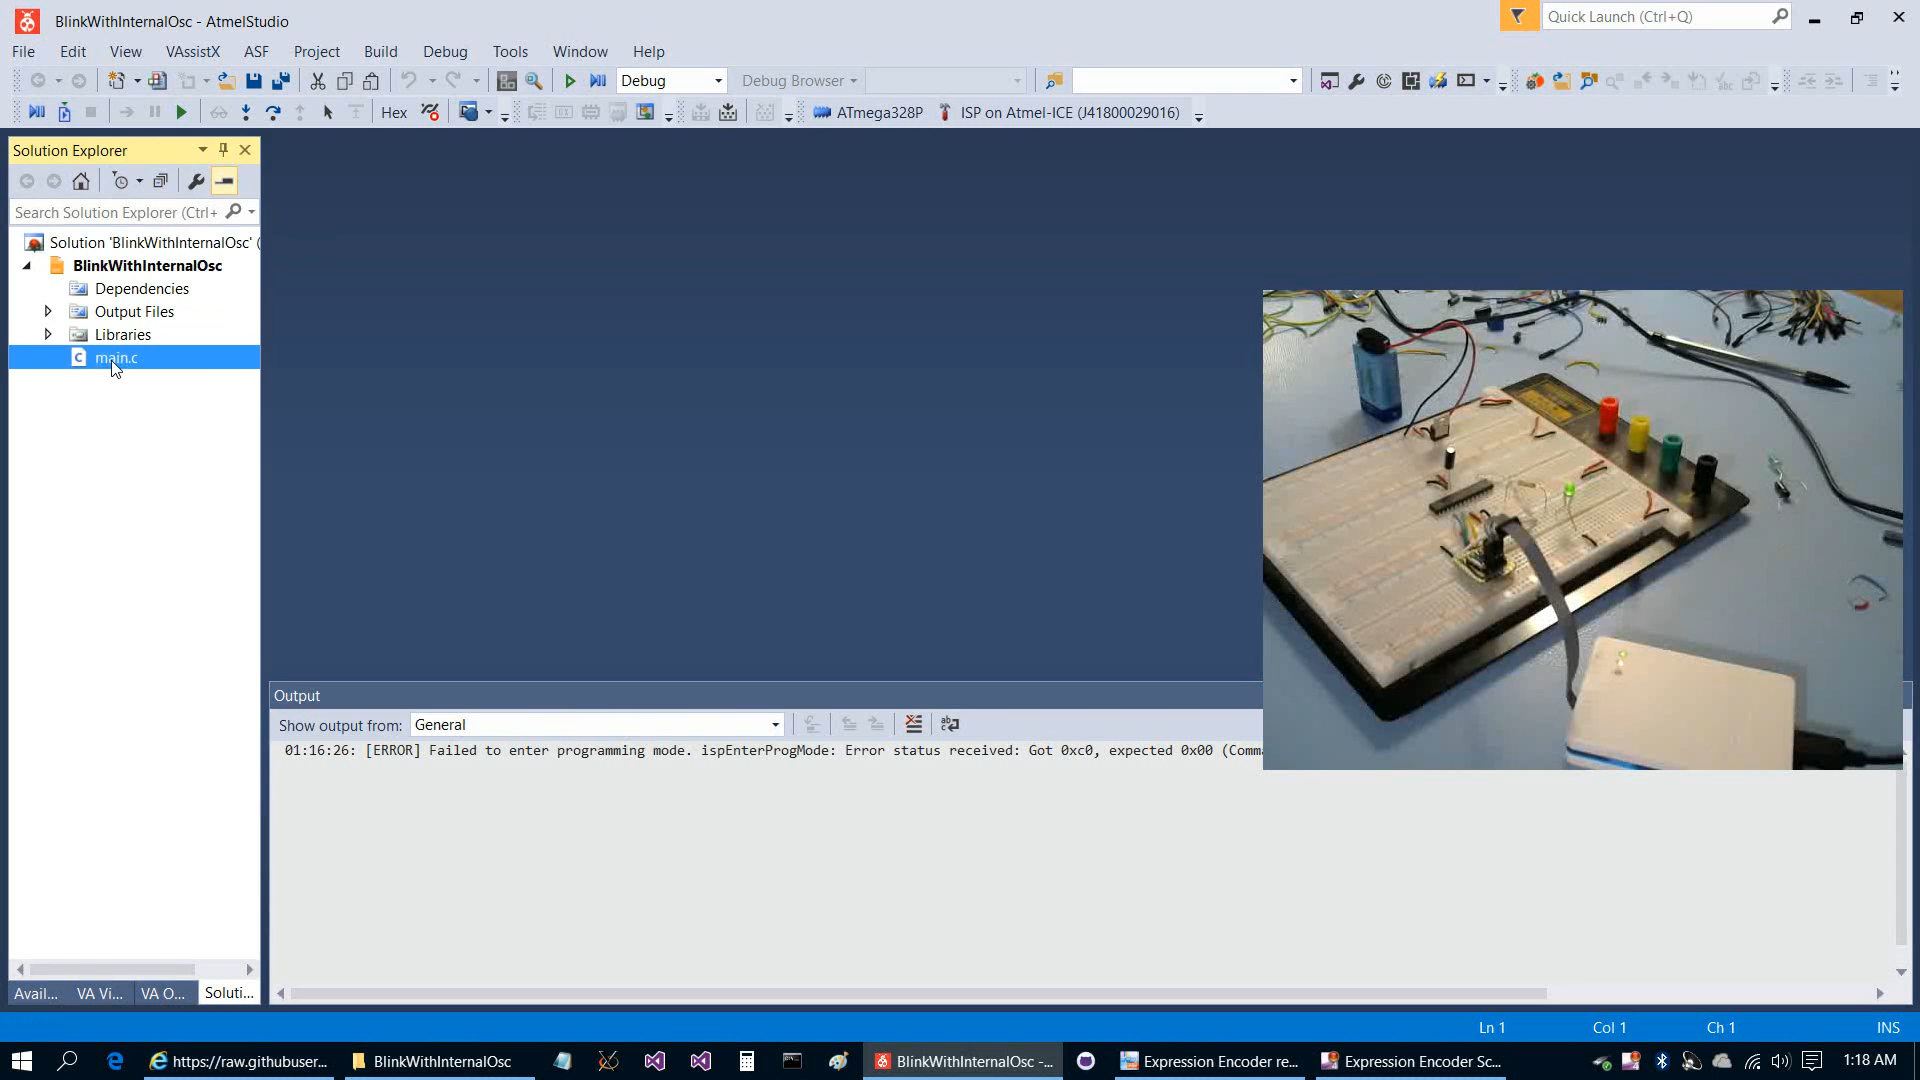 BlinkWithInternalOsc - AtmelStudio
Quick Launch (Ctrl+Q)
File Edit View VAssistX ASF Project Build Debug Tools Window Help
Debug Debug Browser
Hex ATmega328P ISP on Atmel-ICE (J41800029016)
Solution Explorer
Search Solution Explorer (Ctrl+
Solution 'BlinkWithInternalOsc' (
BlinkWithInternalOsc
Dependencies
Output Files
Libraries
C main.c
Output
Show output from: General
01:16:26: [ERROR] Failed to enter programming mode. ispEnterProgMode: Error status received: Got 0xc0, expected 0x00 (Comma
Avail... VA Vi... VA O... Soluti...
Ln 1 Col 1 Ch 1 INS
https://raw.githubuser... BlinkWithInternalOsc BlinkWithInternalOsc -... Expression Encoder re... Expression Encoder Sc... 1:18 AM